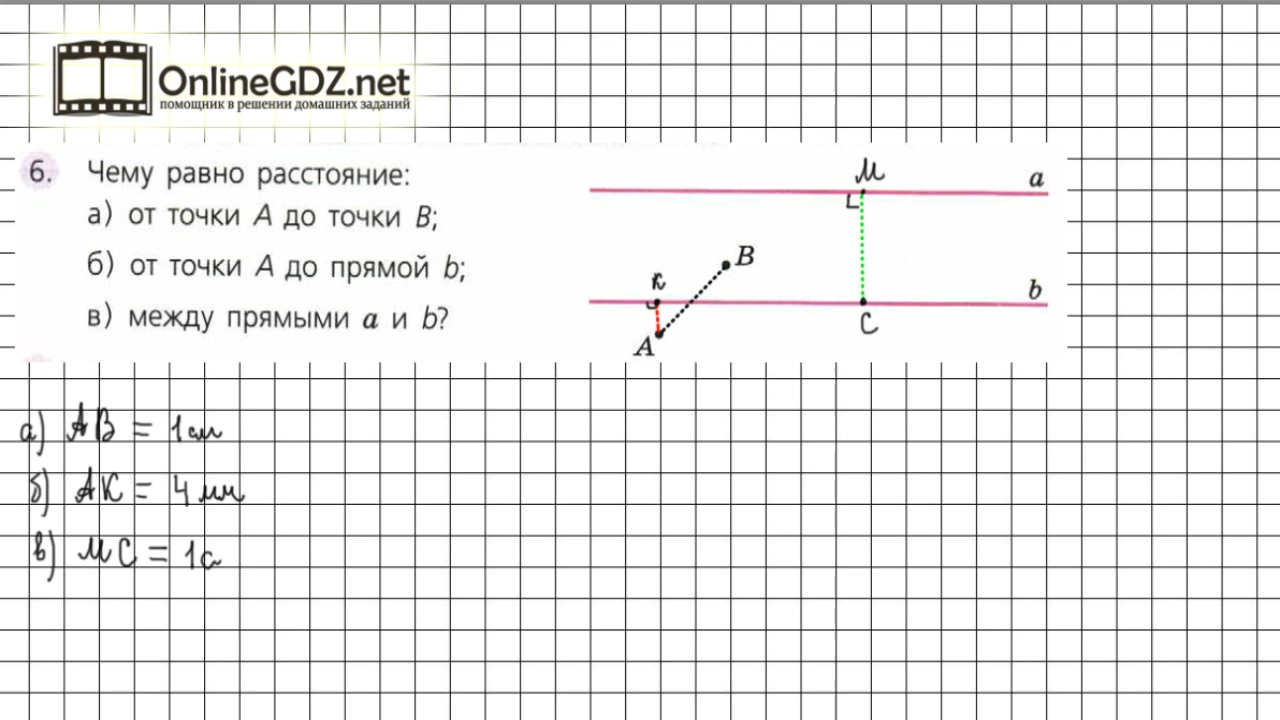 OnlineGDZ.net
помощник в решении домашних заданий
6. Чему равно расстояние:
а) от точки A до точки B;
б) от точки A до прямой b;
в) между прямыми a и b?
M
a
B
K
b
A
C
а) AB = 1см
б) AK = 4 мм
в) MC = 1с